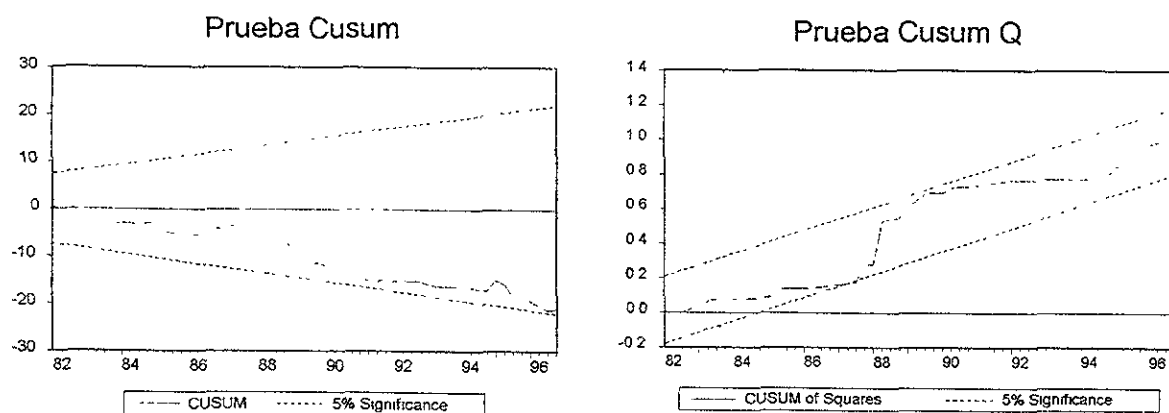 Prueba Cusum
30
20
10
0
-10
-20
-30
82 84 86 88 90 92 94 96
CUSUM 5% Significance
Prueba Cusum Q
1 4
1 2
1 0
0 8
0 6
0 4
0 2
0 0
-0 2
82 84 86 88 90 92 94 96
CUSUM of Squares 5% Significance